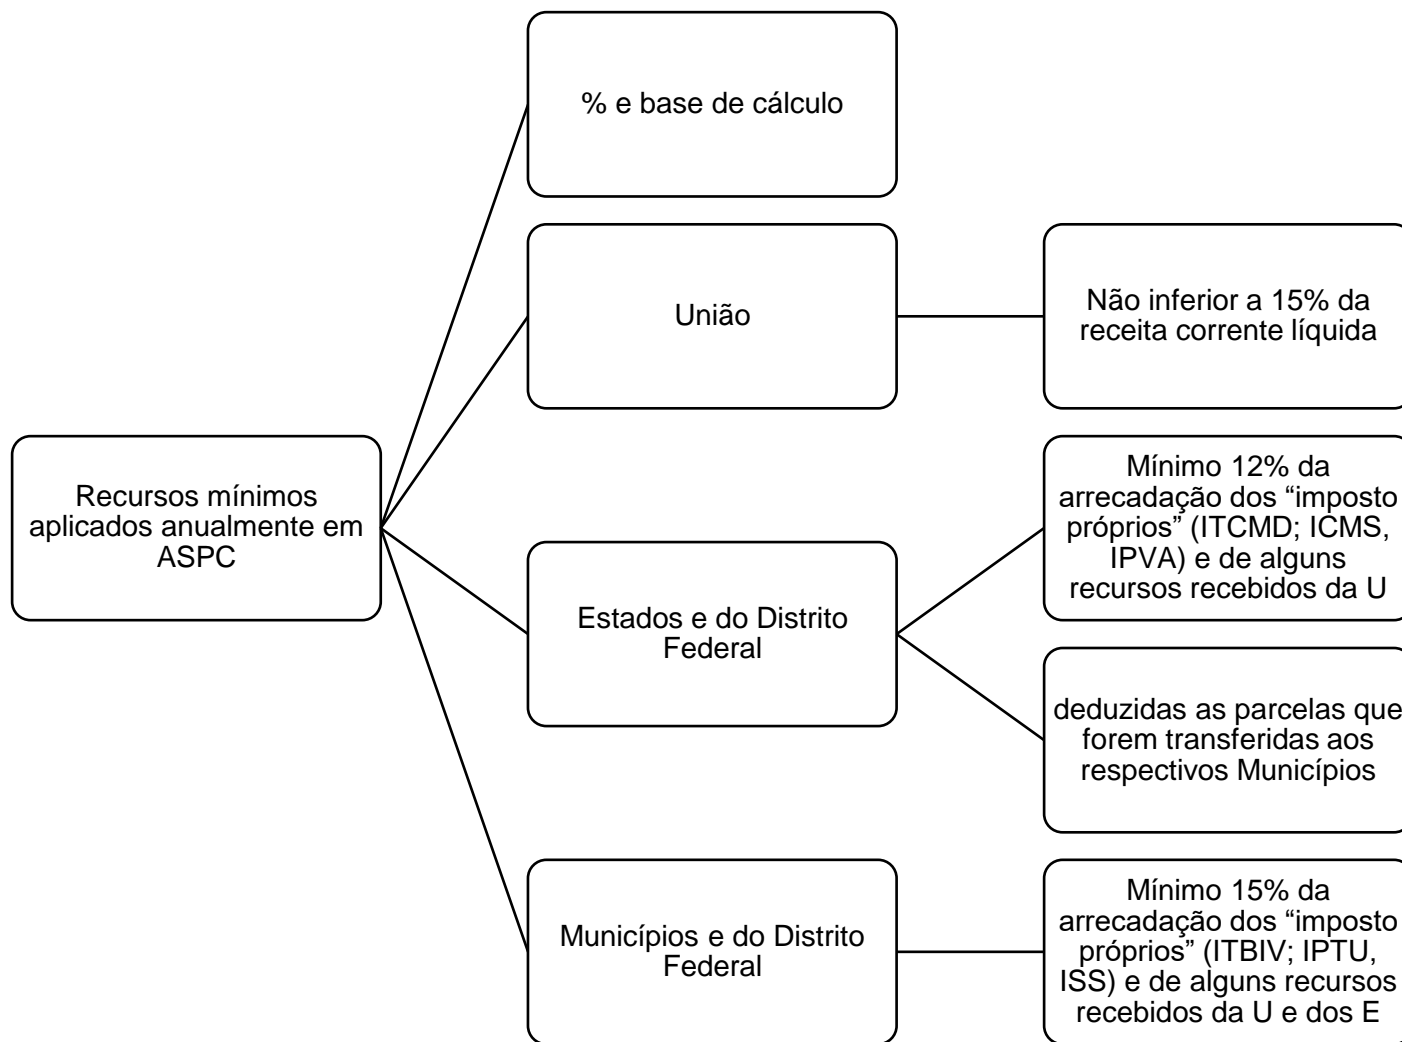 % e base de cálculo
União
Não inferior a 15% da
receita corrente líquida
Recursos mínimos
aplicados anualmente em
ASPC
Estados e do Distrito
Federal
Mínimo 12% da
arrecadação dos “imposto
próprios” (ITCMD; ICMS,
IPVA) e de alguns
recursos recebidos da U
deduzidas as parcelas que
forem transferidas aos
respectivos Municípios
Municípios e do Distrito
Federal
Mínimo 15% da
arrecadação dos “imposto
próprios” (ITBIV; IPTU,
ISS) e de alguns recursos
recebidos da U e dos E